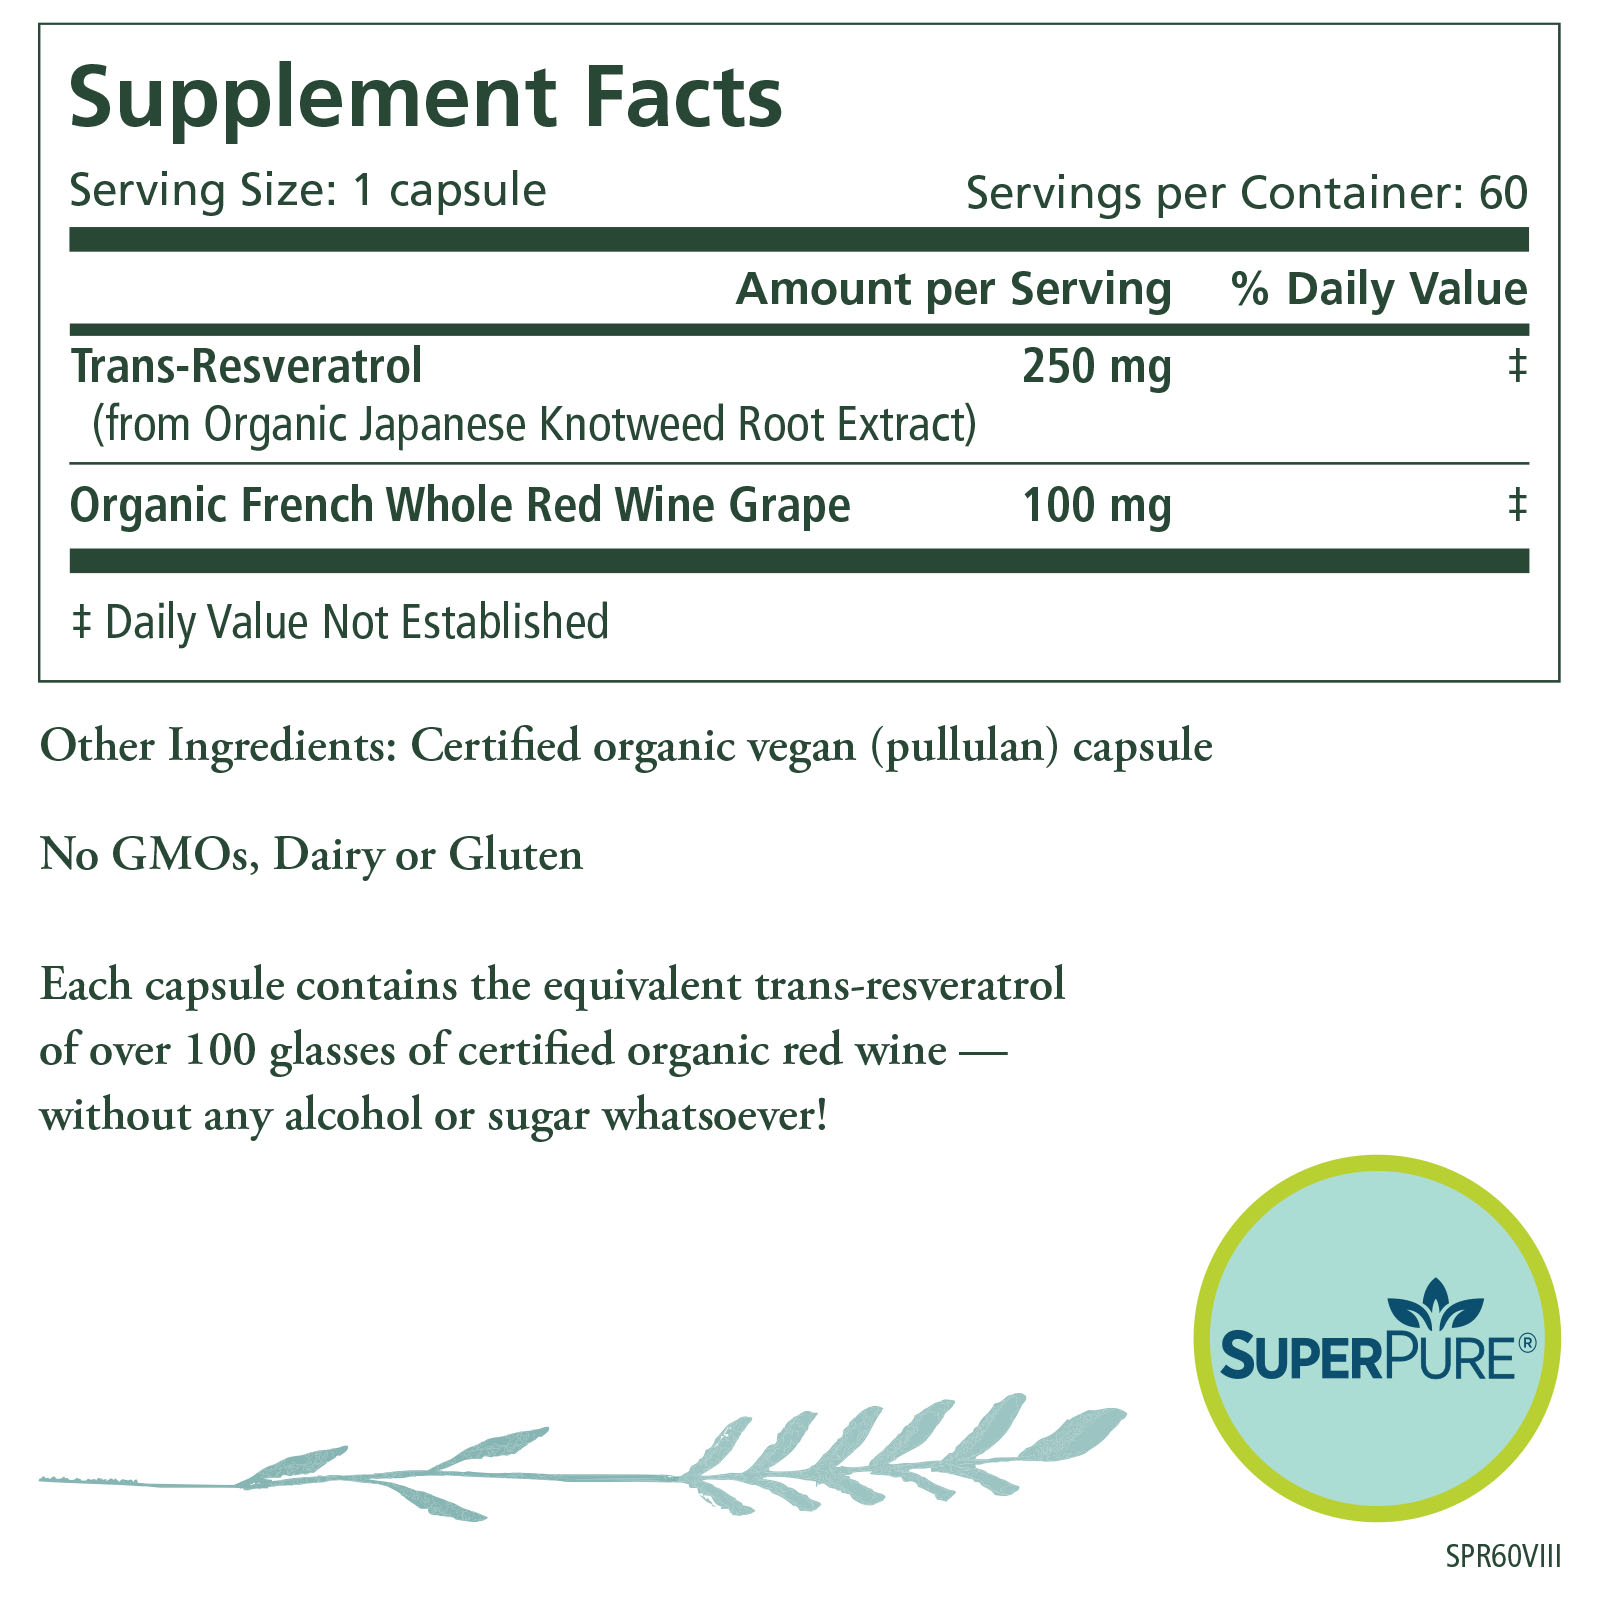 Supplement Facts
Serving Size: 1 capsule Servings per Container: 60
Amount per Serving % Daily Value
Trans-Resveratrol 250 mg ‡
(from Organic Japanese Knotweed Root Extract)
Organic French Whole Red Wine Grape 100 mg ‡
‡ Daily Value Not Established
Other Ingredients: Certified organic vegan (pullulan) capsule
No GMOs, Dairy or Gluten
Each capsule contains the equivalent trans-resveratrol
of over 100 glasses of certified organic red wine —
without any alcohol or sugar whatsoever!
SUPERPURE®
SPR60VIII